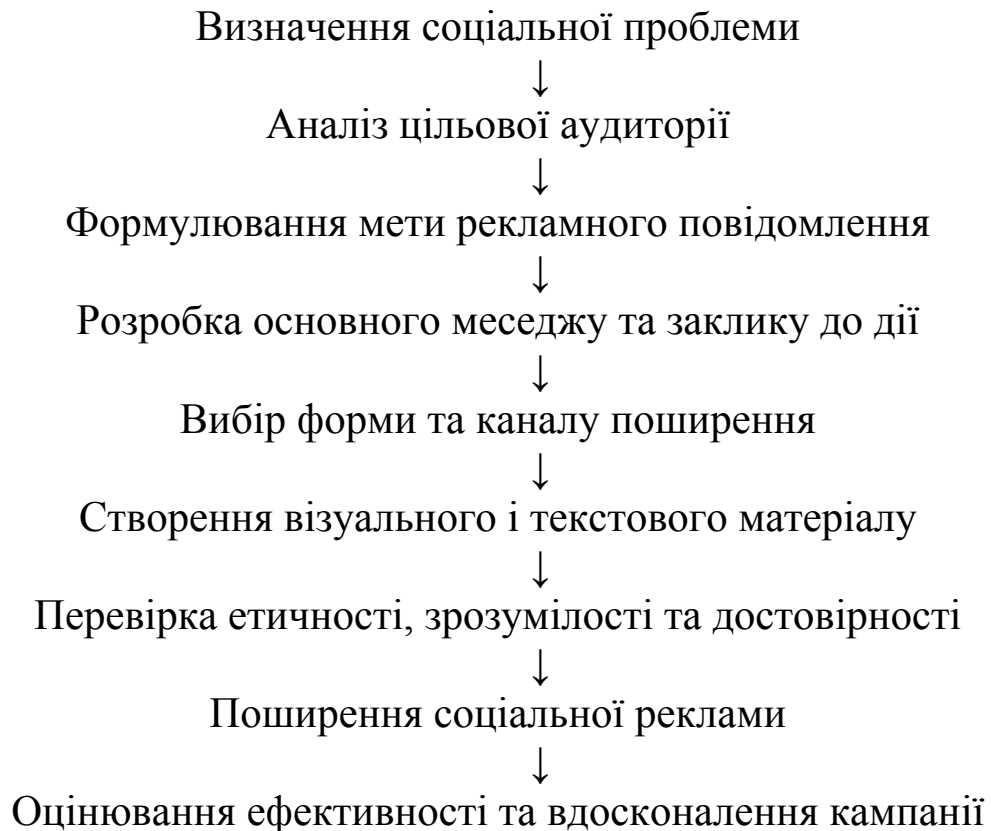 Визначення соціальної проблеми
↓
Аналіз цільової аудиторії
↓
Формулювання мети рекламного повідомлення
↓
Розробка основного меседжу та заклику до дії
↓
Вибір форми та каналу поширення
↓
Створення візуального і текстового матеріалу
↓
Перевірка етичності, зрозумілості та достовірності
↓
Поширення соціальної реклами
↓
Оцінювання ефективності та вдосконалення кампанії